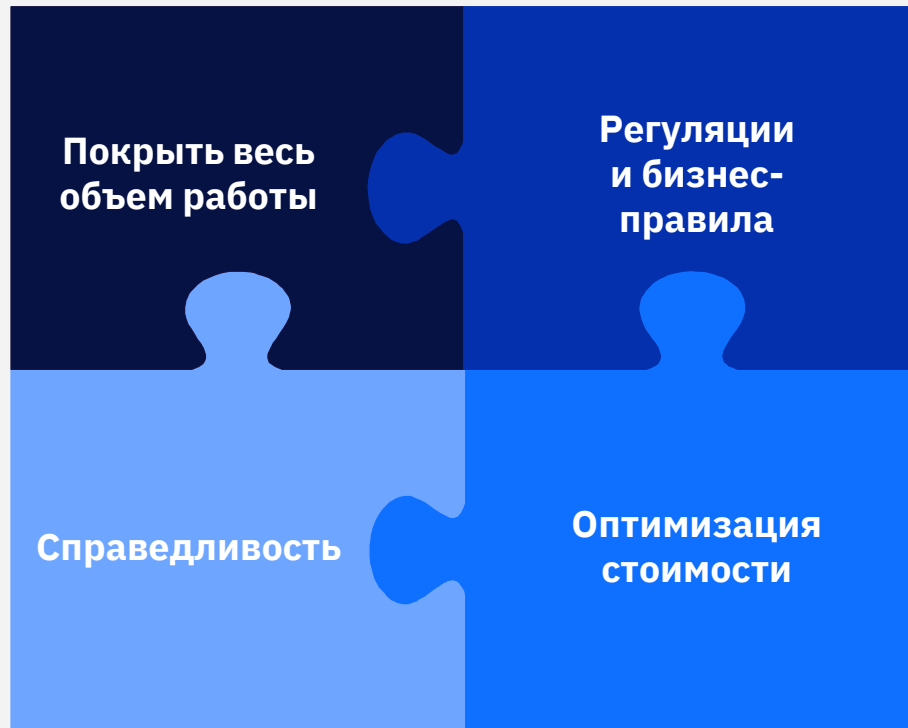 Покрыть весь
объем работы
Регуляции
и бизнес-
правила
Справедливость
Оптимизация
стоимости